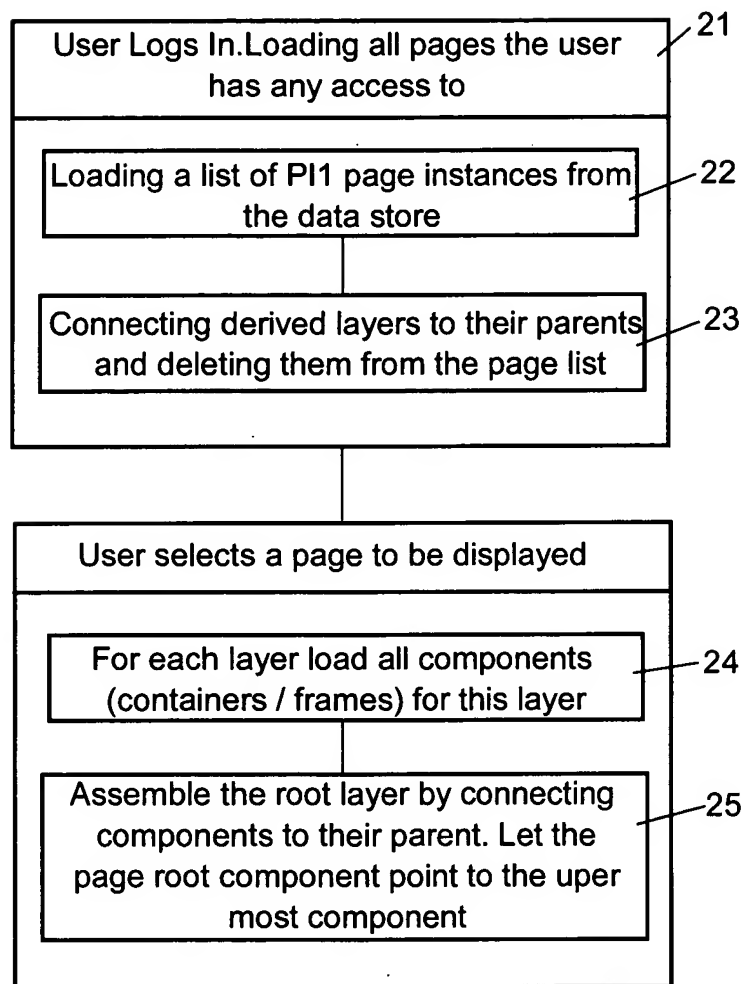 User Logs In.Loading all pages the user
has any access to
21
Loading a list of PI1 page instances from
the data store
22
Connecting derived layers to their parents
and deleting them from the page list
23
User selects a page to be displayed
For each layer load all components
(containers / frames) for this layer
24
Assemble the root layer by connecting
components to their parent. Let the
page root component point to the uper
most component
25